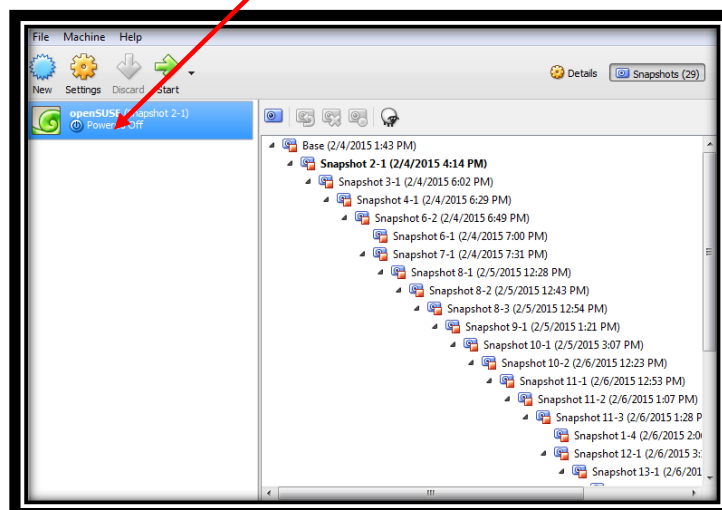 File Machine Help
New Settings Discard Start
Details Snapshots (29)
openSUSE (Snapshot 2-1)
Powered Off
Base (2/4/2015 1:43 PM)
Snapshot 2-1 (2/4/2015 4:14 PM)
Snapshot 3-1 (2/4/2015 6:02 PM)
Snapshot 4-1 (2/4/2015 6:29 PM)
Snapshot 6-2 (2/4/2015 6:49 PM)
Snapshot 6-1 (2/4/2015 7:00 PM)
Snapshot 7-1 (2/4/2015 7:31 PM)
Snapshot 8-1 (2/5/2015 12:28 PM)
Snapshot 8-2 (2/5/2015 12:43 PM)
Snapshot 8-3 (2/5/2015 12:54 PM)
Snapshot 9-1 (2/5/2015 1:21 PM)
Snapshot 10-1 (2/5/2015 3:07 PM)
Snapshot 10-2 (2/6/2015 12:23 PM)
Snapshot 11-1 (2/6/2015 12:53 PM)
Snapshot 11-2 (2/6/2015 1:07 PM)
Snapshot 11-3 (2/6/2015 1:28 P
Snapshot 1-4 (2/6/2015 2:0
Snapshot 12-1 (2/6/2015 3:
Snapshot 13-1 (2/6/201